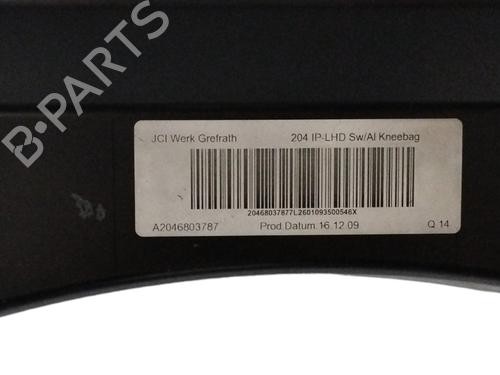 B-PARTS
JCI Werk Grefrath 204 IP-LHD Sw/Al Kneebag
20468037877L2601093500546X
A2046803787 Prod.Datum.16.12.09 Q 14